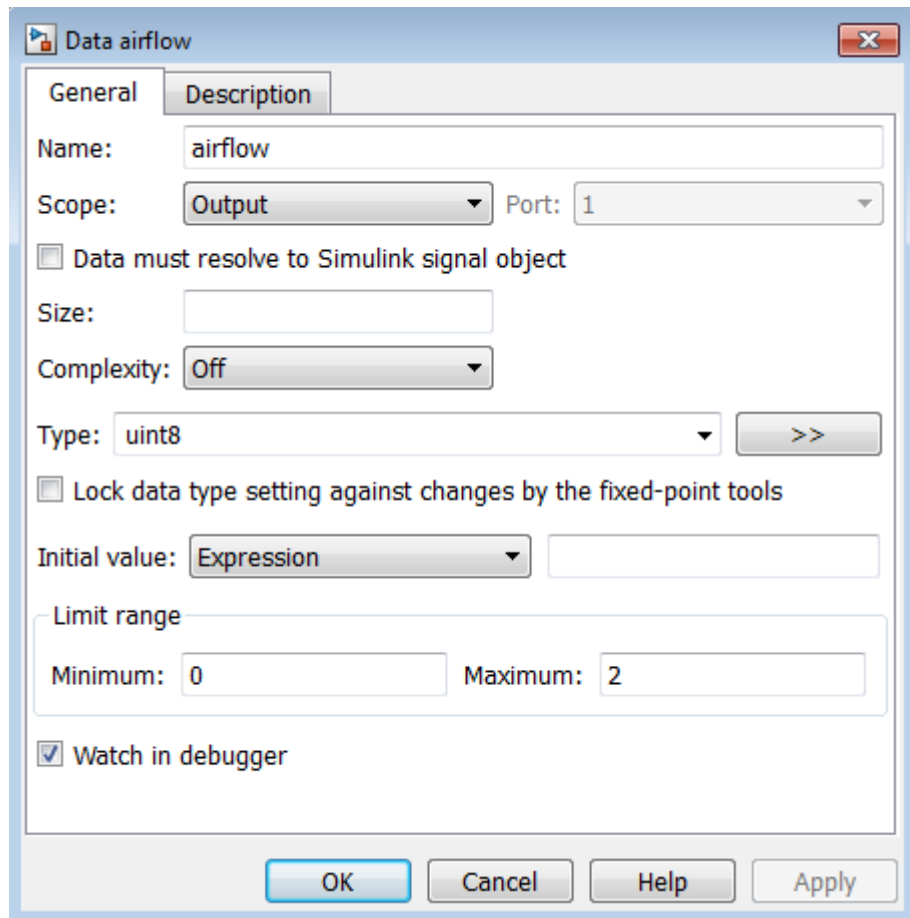 Data airflow
General Description
Name: airflow
Scope: Output Port: 1
Data must resolve to Simulink signal object
Size:
Complexity: Off
Type: uint8 >>
Lock data type setting against changes by the fixed-point tools
Initial value: Expression
Limit range
Minimum: 0 Maximum: 2
Watch in debugger
OK Cancel Help Apply